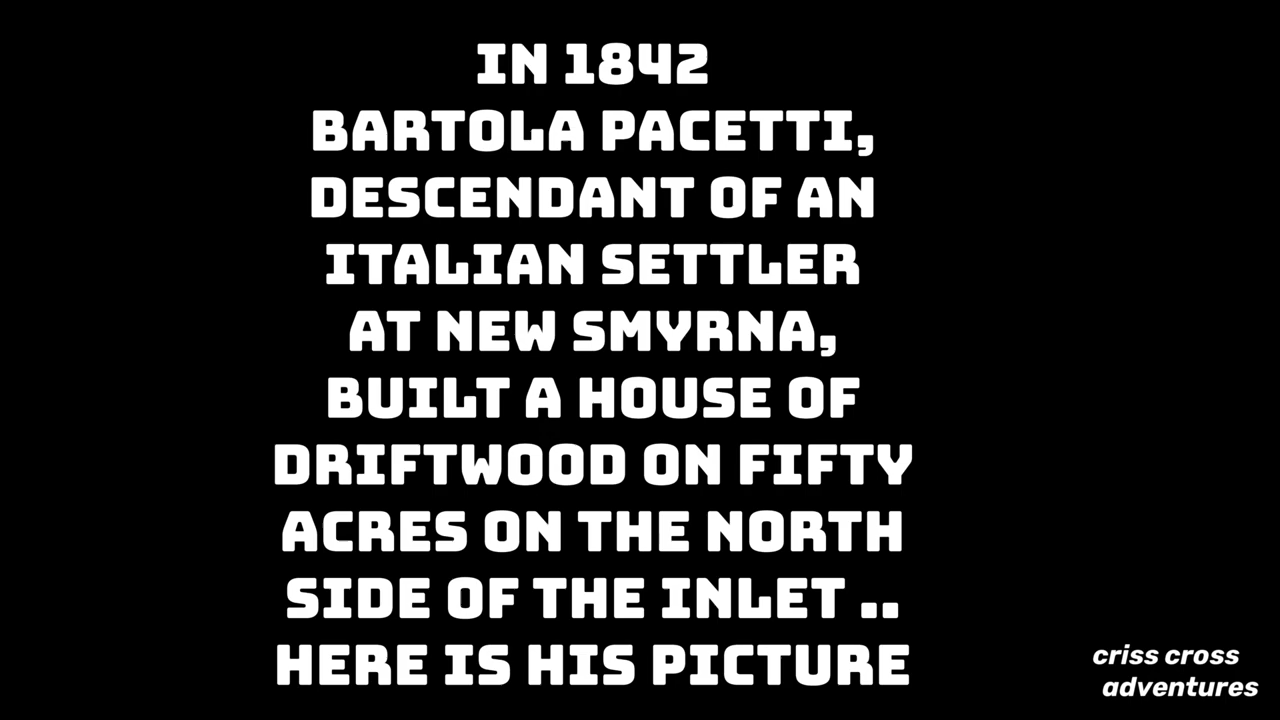 IN 1842
BARTOLA PACETTI,
DESCENDANT OF AN
ITALIAN SETTLER
AT NEW SMYRNA,
BUILT A HOUSE OF
DRIFTWOOD ON FIFTY
ACRES ON THE NORTH
SIDE OF THE INLET ..
HERE IS HIS PICTURE
criss cross
adventures